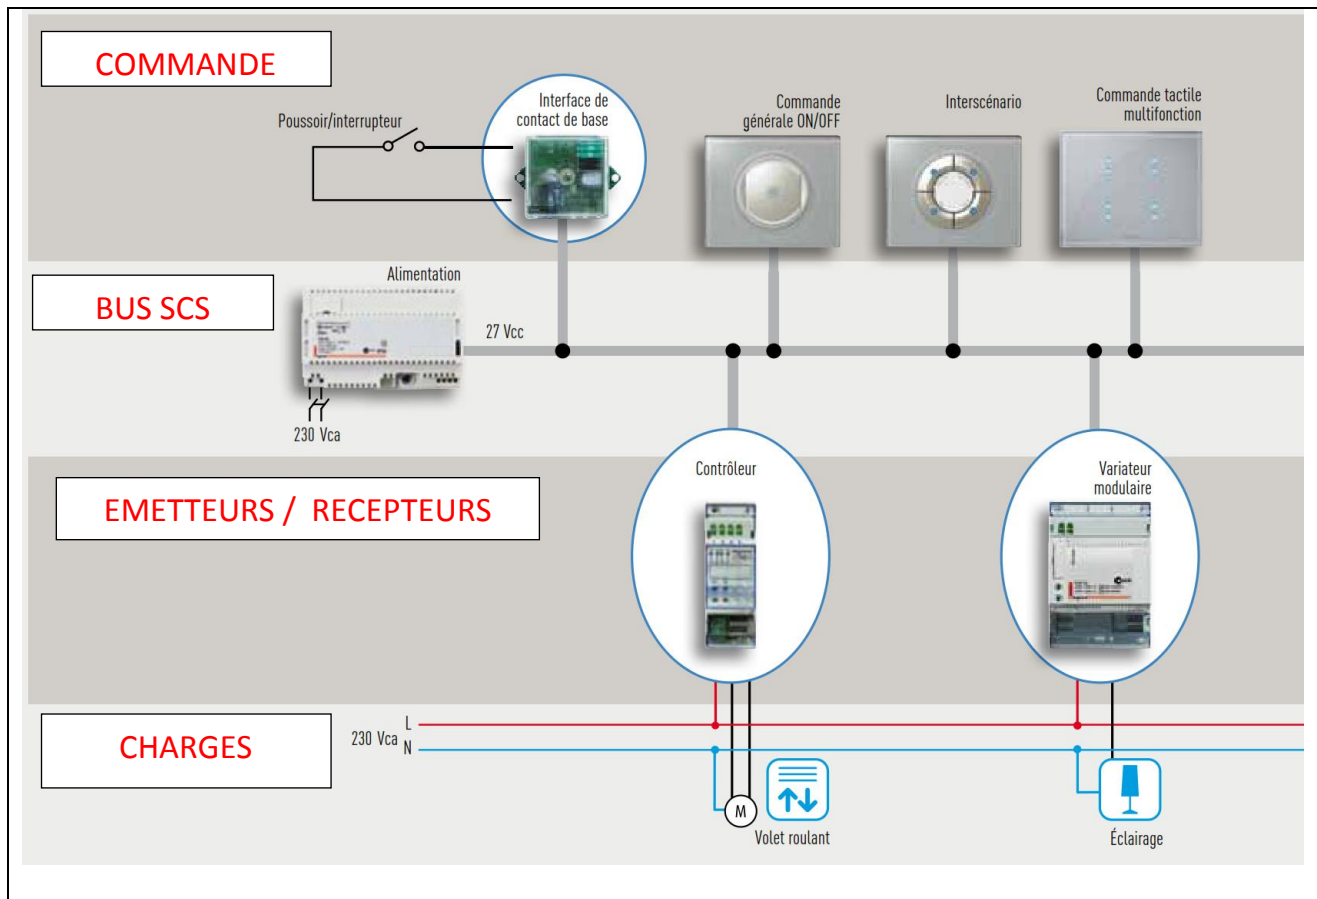 COMMANDE
Poussoir/interrupteur
Interface de
contact de base
Commande
générale ON/OFF
Interscénario
Commande tactile
multifonction
BUS SCS
Alimentation
27 Vcc
230 Vca
EMETTEURS / RECEPTEURS
Contrôleur
Variateur
modulaire
CHARGES
230 Vca
L
N
M
Volet roulant
Éclairage